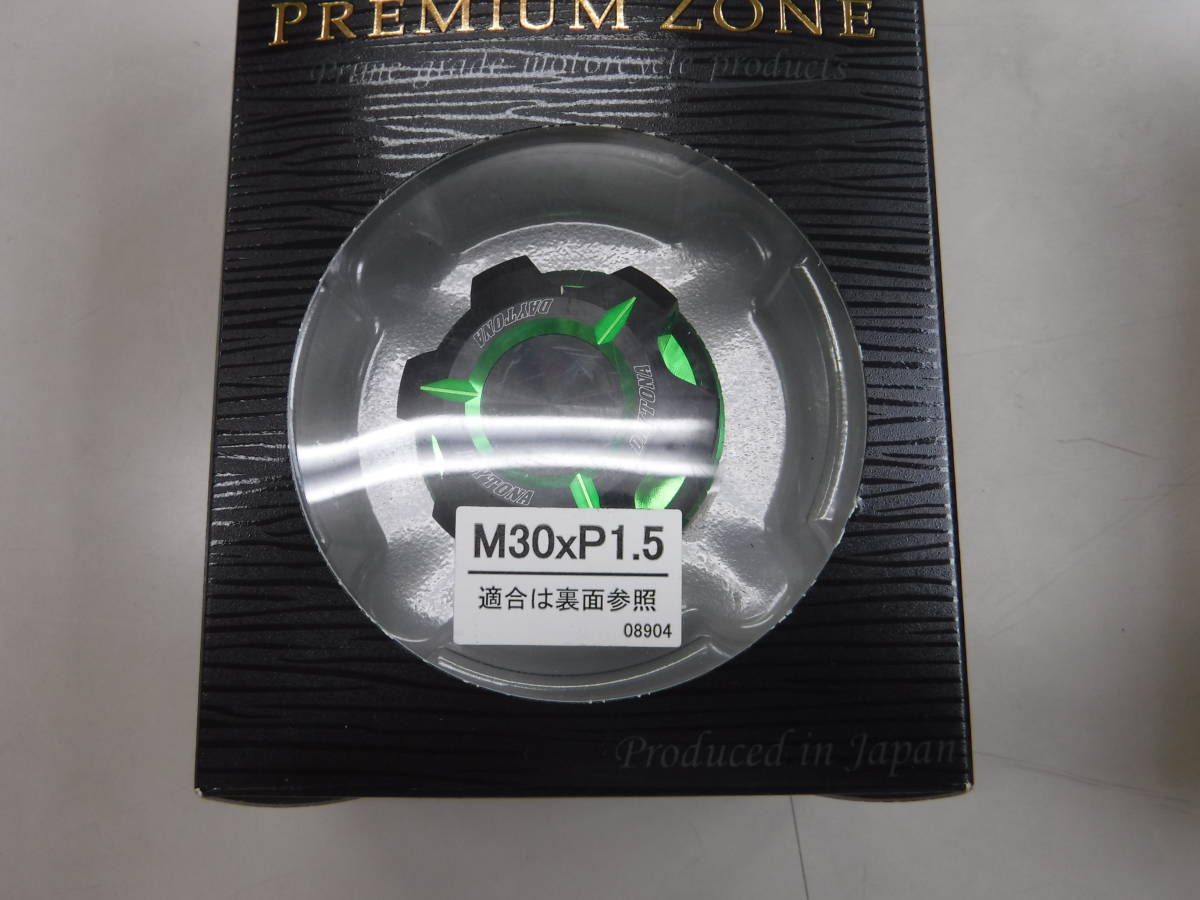 PREMIUM ZONE
Prime grade motorcycle products
DAYTONA
DAYTONA
DAYTONA
M30xP1.5
適合は裏面参照
08904
Produced in Japan